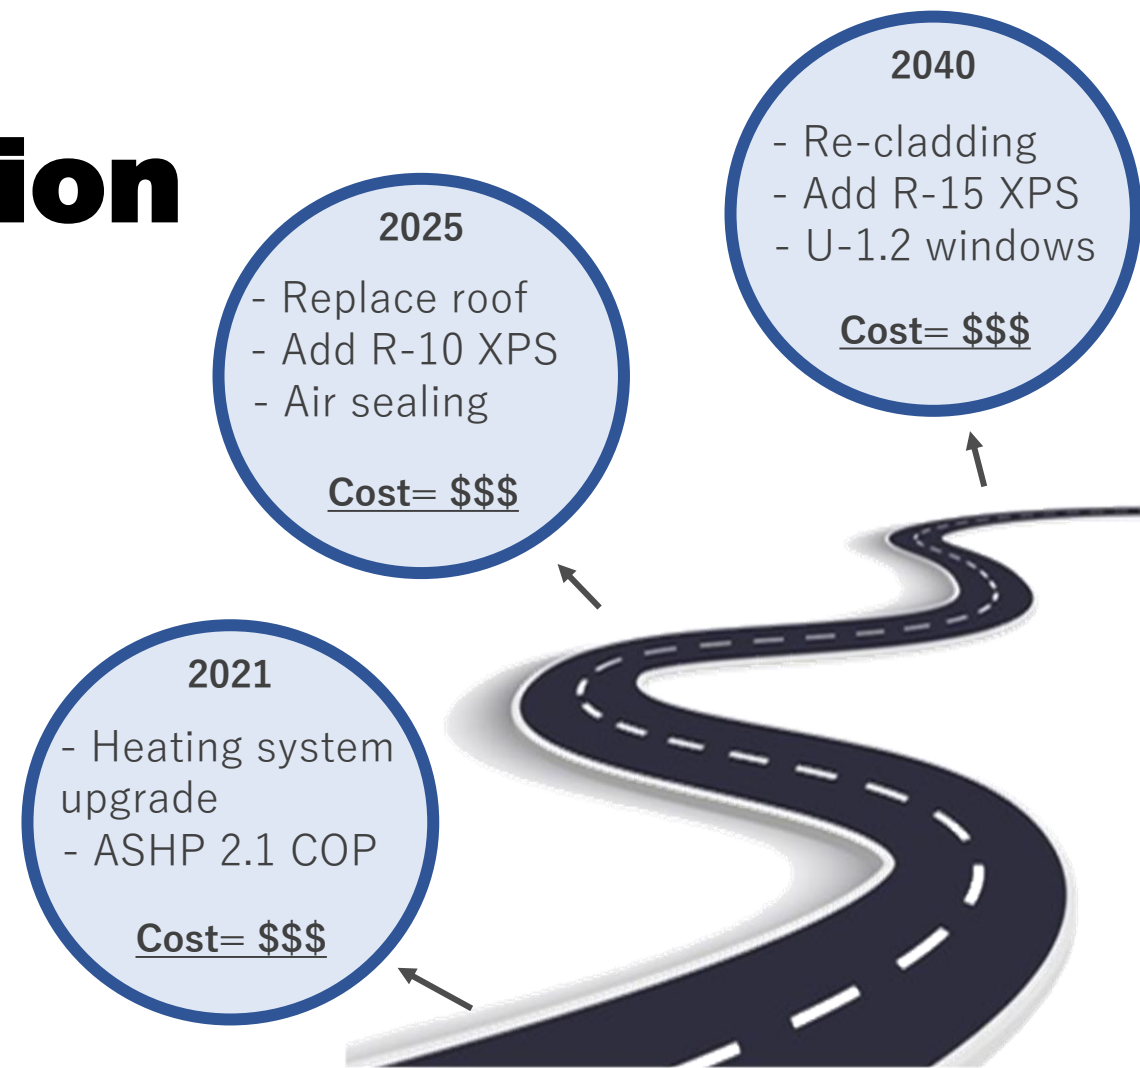 ion
2040
- Re-cladding
- Add R-15 XPS
- U-1.2 windows
Cost= $$$
2025
- Replace roof
- Add R-10 XPS
- Air sealing
Cost= $$$
2021
- Heating system
upgrade
- ASHP 2.1 COP
Cost= $$$